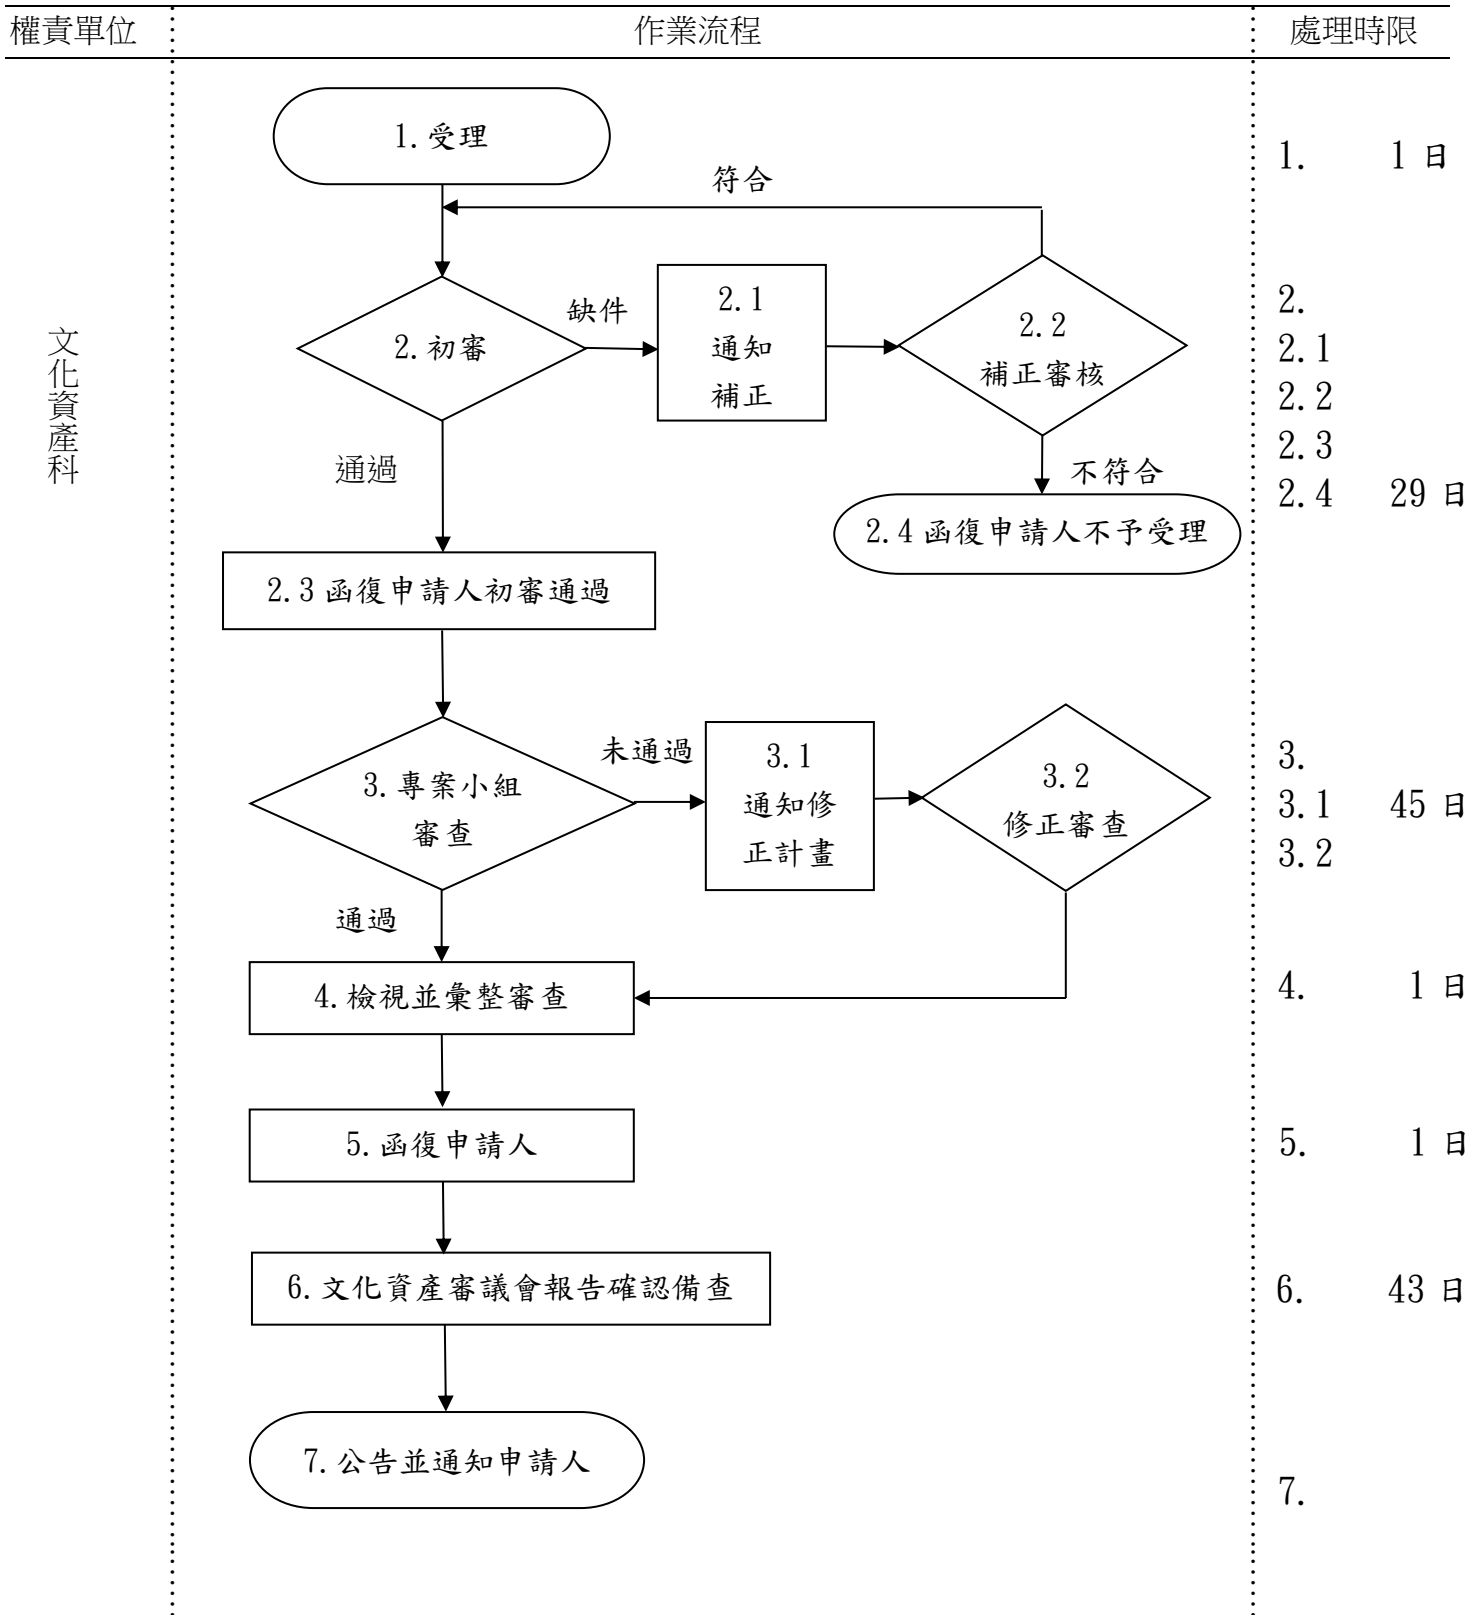 權責單位
作業流程
處理時限
文化資產科
1.受理
符合
2.初審
缺件
2.1
通知
補正
2.2
補正審核
通過
不符合
2.4 函復申請人不予受理
2.3 函復申請人初審通過
3.專案小組
審查
未通過
3.1
通知修
正計畫
3.2
修正審查
通過
4.檢視並彙整審查
5.函復申請人
6.文化資產審議會報告確認備查
7.公告並通知申請人
1. 1 日
2.
2.1
2.2
2.3
2.4 29 日
3.
3.1 45 日
3.2
4. 1 日
5. 1 日
6. 43 日
7.